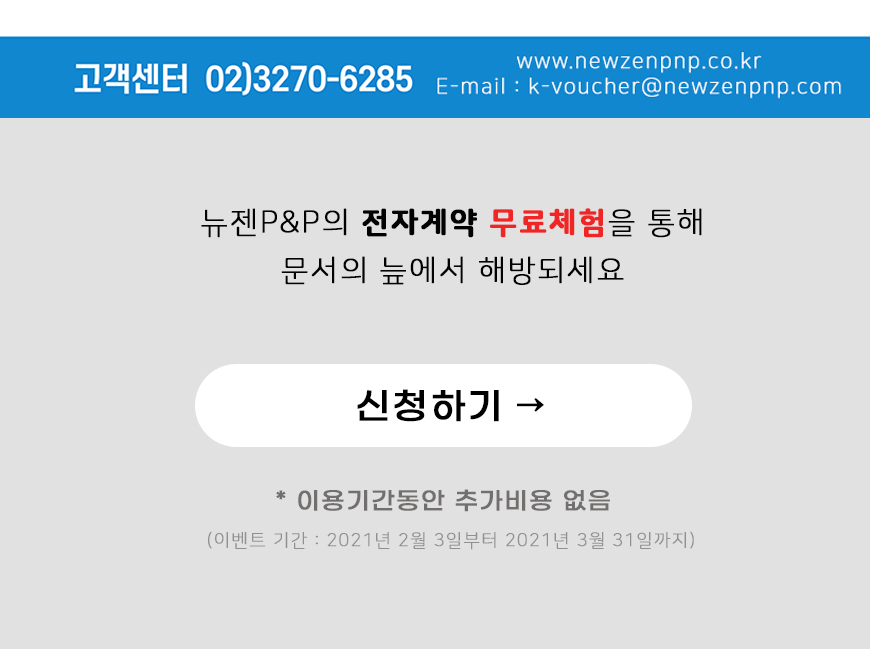 고객센터 02)3270-6285
www.newzenpnp.co.kr
E-mail : k-voucher@newzenpnp.com
뉴젠P&P의 전자계약 무료체험을 통해
문서의 늪에서 해방되세요
신청하기 →
* 이용기간동안 추가비용 없음
(이벤트 기간 : 2021년 2월 3일부터 2021년 3월 31일까지)